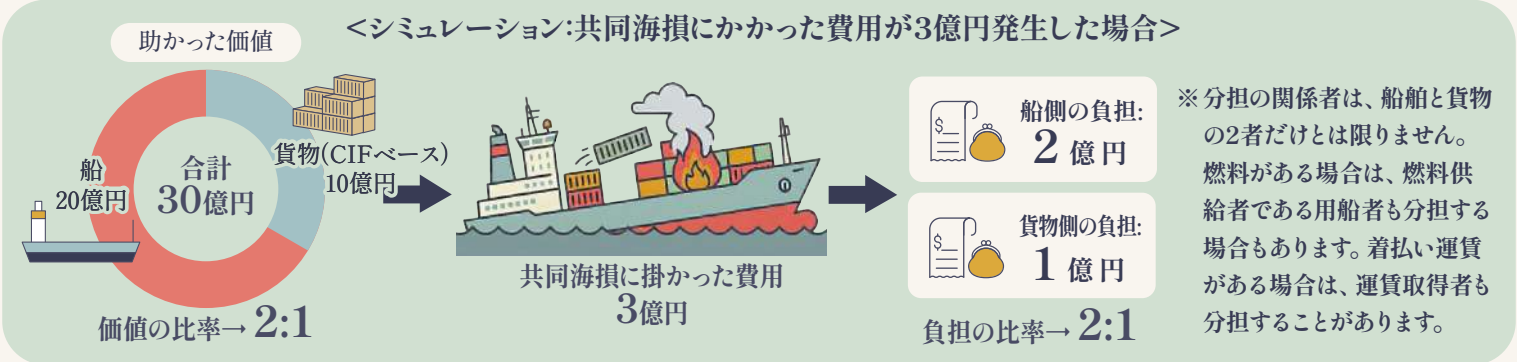 <シミュレーション：共同海損にかかった費用が3億円発生した場合>
助かった価値
船
20億円
合計
30億円
貨物(CIFベース)
10億円
価値の比率→ 2:1
共同海損に掛かった費用
3億円
船側の負担:
2 億円
$
貨物側の負担:
1 億円
$
負担の比率→ 2:1
※分担の関係者は、船舶と貨物
の2者だけとは限りません。
燃料がある場合は、燃料供
給者である用船者も分担する
場合もあります。着払い運賃
がある場合は、運賃取得者も
分担することがあります。